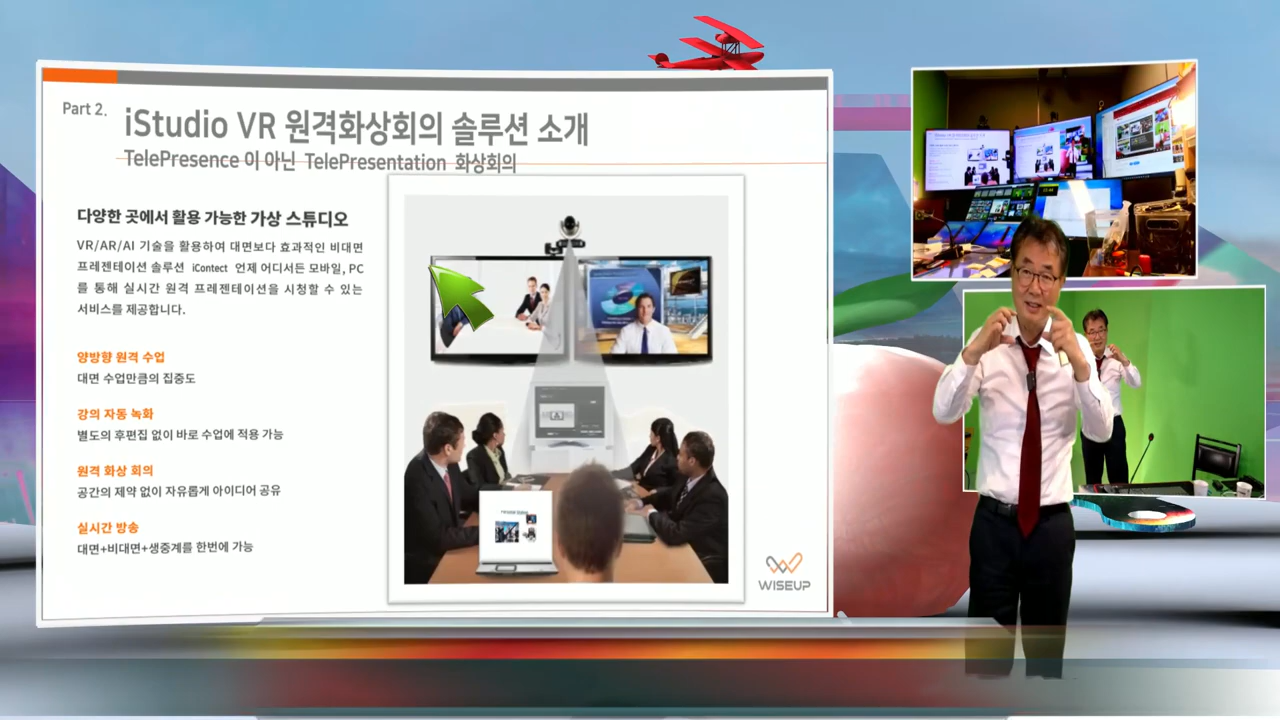 Part 2.
iStudio VR 원격화상회의 솔루션 소개
TelePresence 이 아닌 TelePresentation 화상회의
다양한 곳에서 활용 가능한 가상 스튜디오
VR/AR/AI 기술을 활용하여 대면보다 효과적인 비대면
프레젠테이션 솔루션 iContect 언제 어디서든 모바일, PC
를 통해 실시간 원격 프레젠테이션을 시청할 수 있는
서비스를 제공합니다.
양방향 원격 수업
대면 수업만큼의 집중도
강의 자동 녹화
별도의 후편집 없이 바로 수업에 적용 가능
원격 화상 회의
공간의 제약 없이 자유롭게 아이디어 공유
실시간 방송
대면+비대면+생중계를 한번에 가능
WISEUP